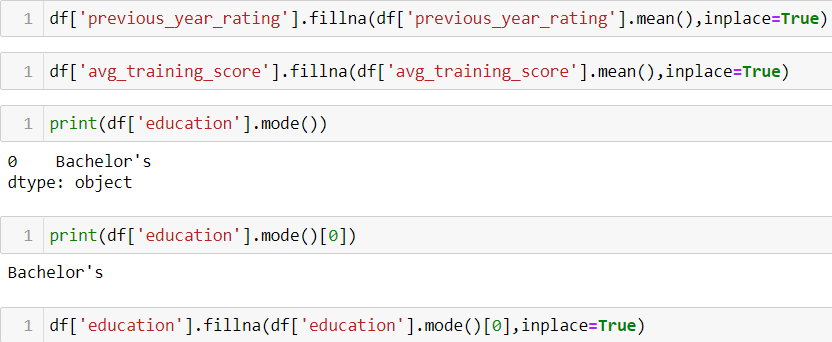 1 df['previous_year_rating'].fillna(df['previous_year_rating'].mean(),inplace=True)
1 df['avg_training_score'].fillna(df['avg_training_score'].mean(),inplace=True)
1 print(df['education'].mode())
0    Bachelor's
dtype: object
1 print(df['education'].mode()[0])
Bachelor's
1 df['education'].fillna(df['education'].mode()[0],inplace=True)